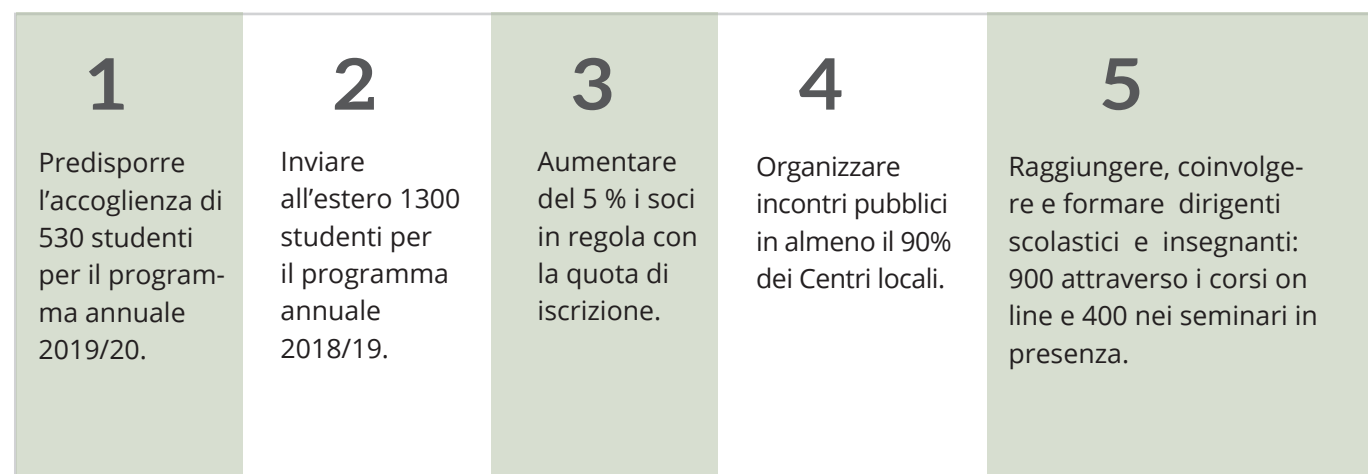 1
Predisporre
l’accoglienza di
530 studenti
per il program-
ma annuale
2019/20.
2
Inviare
all’estero 1300
studenti per
il programma
annuale
2018/19.
3
Aumentare
del 5 % i soci
in regola con
la quota di
iscrizione.
4
Organizzare
incontri pubblici
in almeno il 90%
dei Centri locali.
5
Raggiungere, coinvolge-
re e formare dirigenti
scolastici e insegnanti:
900 attraverso i corsi on
line e 400 nei seminari in
presenza.